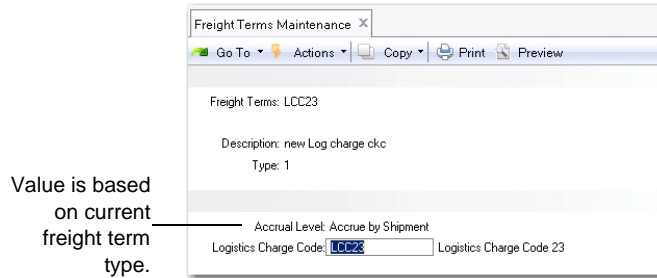 Freight Terms Maintenance X
Go To Actions Copy Print Preview
Freight Terms: LCC23
Description: new Log charge ckc
Type: 1
Value is based
on current
freight term
type.
Accrual Level: Accrue by Shipment
Logistics Charge Code: LCC23 Logistics Charge Code 23